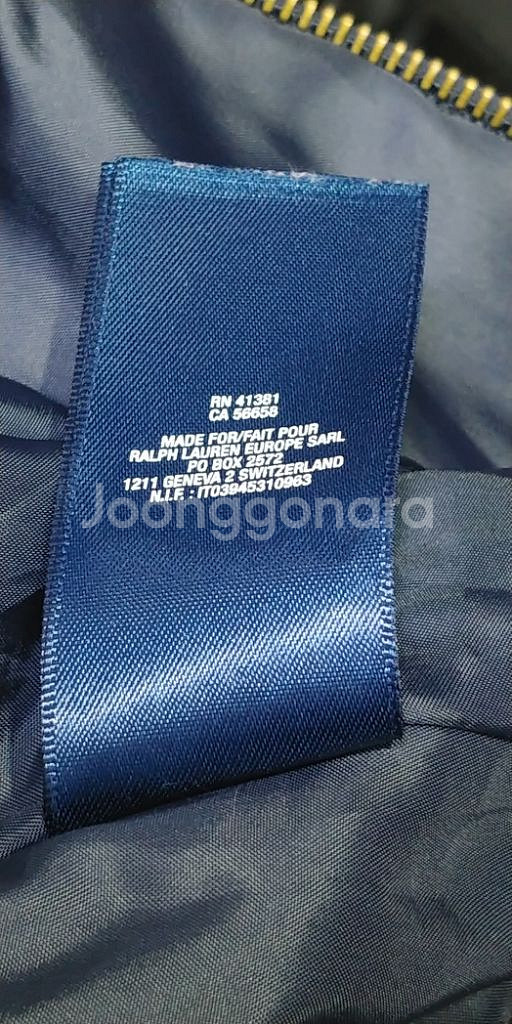 RN 41381
CA 56658
MADE FOR/FAIT POUR
RALPH LAUREN EUROPE SARL
PO BOX 2572
1211 GENEVA 2 SWITZERLAND
N.I.F. : IT03945310963
Joonggonara